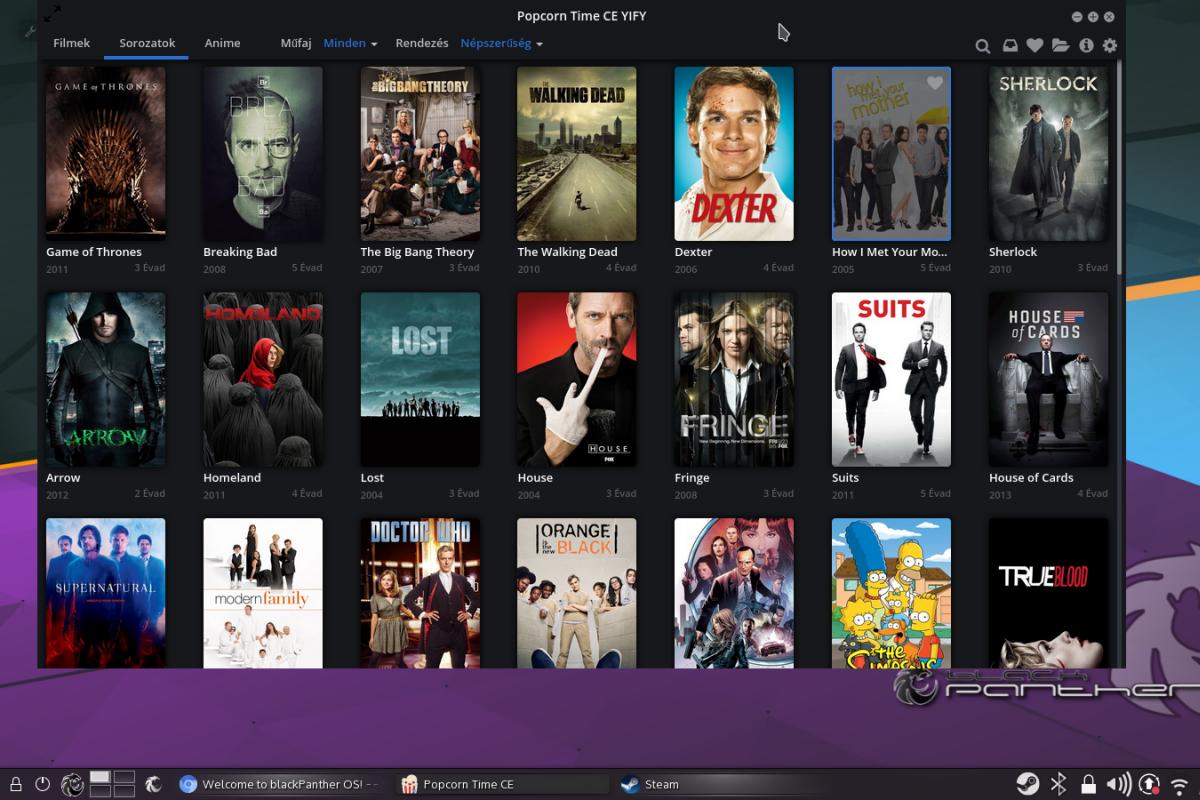 Popcorn Time CE YIFY
Filmek Sorozatok Anime Műfaj Minden Rendezés Népszerűség
GAME of THRONES
Br
BREA
BAD
Ba
THE BIG BANG THEORY
THE WALKING DEAD
DEXTER
how i met your mother
SHERLOCK
Game of Thrones
2011 3 Évad
Breaking Bad
2008 5 Évad
The Big Bang Theory
2007 3 Évad
The Walking Dead
2010 4 Évad
Dexter
2006 4 Évad
How I Met Your Mo...
2005 5 Évad
Sherlock
2010 3 Évad
ARROW
HOMELAND
LOST
HOUSE
FOX
FRINGE
New Beginning. New Dimensions.
SUITS
HOUSE
of CARDS
Arrow
2012 2 Évad
Homeland
2011 4 Évad
Lost
2004 3 Évad
House
2004 3 Évad
Fringe
2008 3 Évad
Suits
2011 5 Évad
House of Cards
2013 4 Évad
SUPERNATURAL
modern family
DOCTOR WHO
ORANGE
is the new BLACK
the Simpsons
TRUEBLOOD
BLACK
PANTHER
Welcome to blackPanther OS! --
Popcorn Time CE
Steam